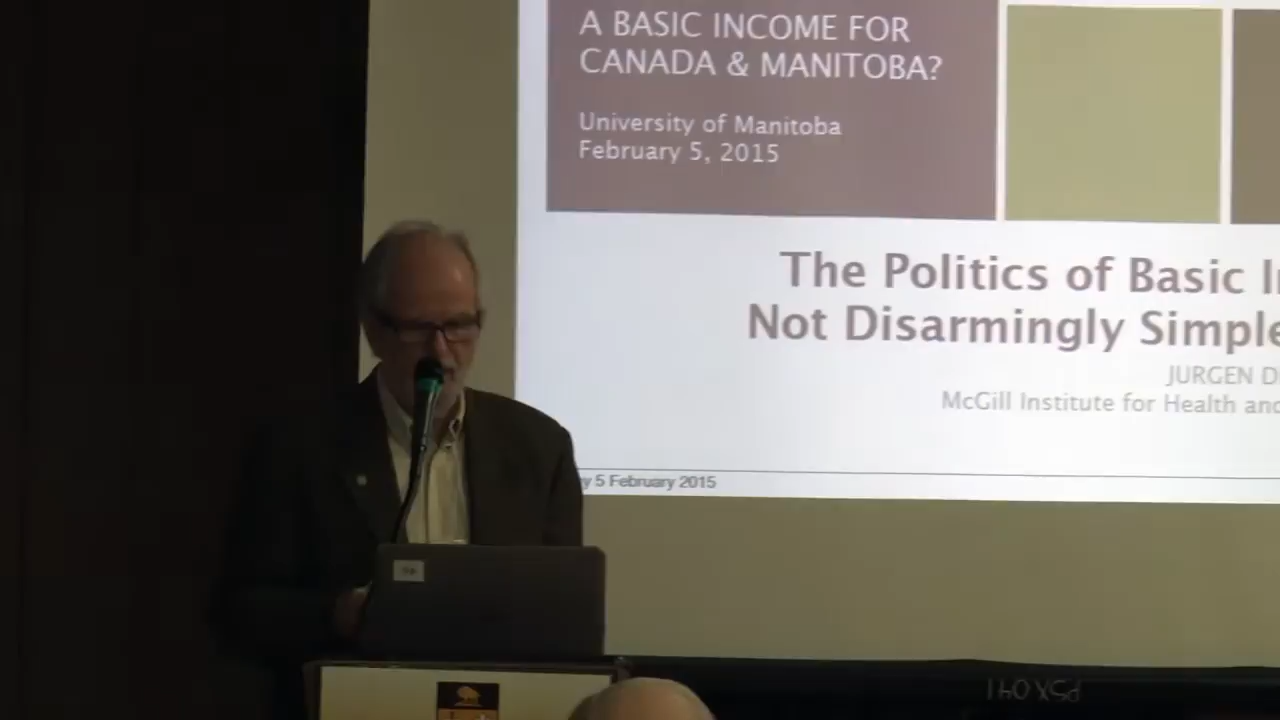 A BASIC INCOME FOR
CANADA & MANITOBA?
University of Manitoba
February 5, 2015
The Politics of Basic
Not Disarmingly Simple
JURGEN
McGill Institute for Health and
5 February 2015